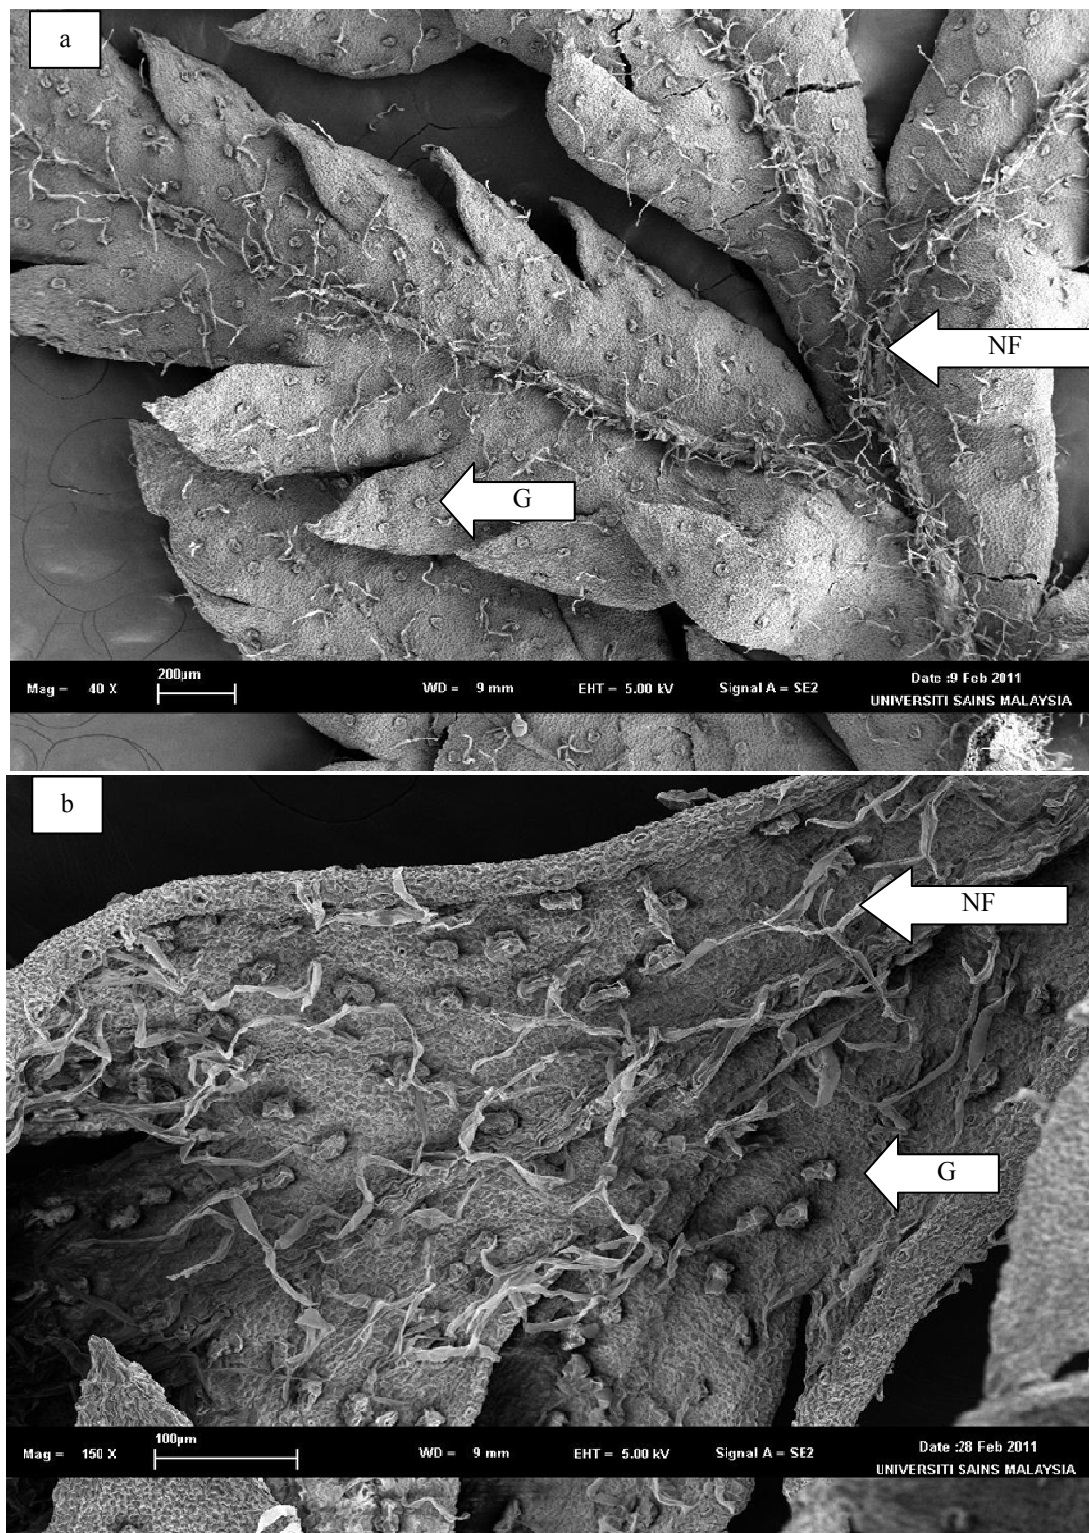 a
NF
G
200µm
Mag = 40 X
WD = 9 mm
EHT = 5.00 kV
Signal A = SE2
Date :9 Feb 2011
UNIVERSITI SAINS MALAYSIA
b
NF
G
100µm
Mag = 150 X
WD = 9 mm
EHT = 5.00 kV
Signal A = SE2
Date :28 Feb 2011
UNIVERSITI SAINS MALAYSIA